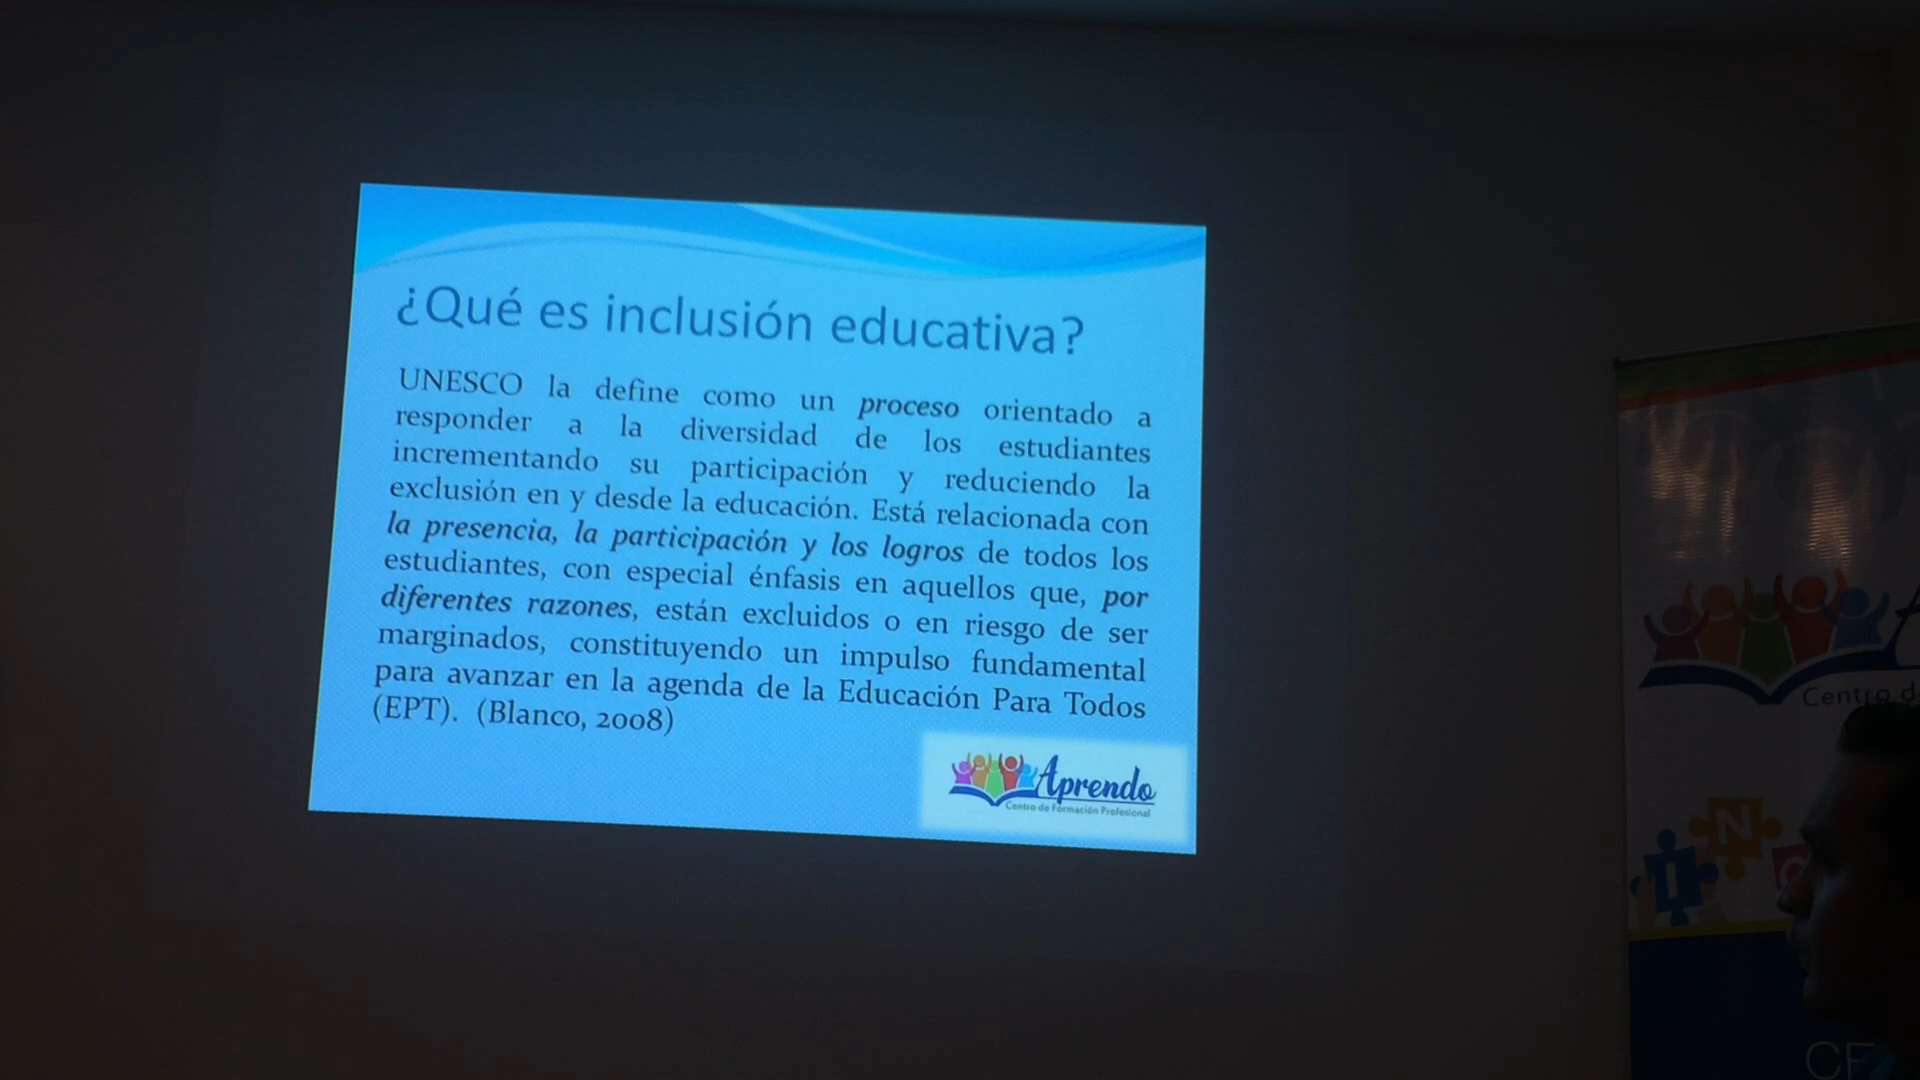 ¿Qué es inclusión educativa?
UNESCO la define como un proceso orientado a
responder a la diversidad de los estudiantes
incrementando su participación y reduciendo la
exclusión en y desde la educación. Está relacionada con
la presencia, la participación y los logros de todos los
estudiantes, con especial énfasis en aquellos que, por
diferentes razones, están excluidos o en riesgo de ser
marginados, constituyendo un impulso fundamental
para avanzar en la agenda de la Educación Para Todos
(EPT). (Blanco, 2008)
Aprendo
Centro de Formación Profesional
Centro d
I N C
CF